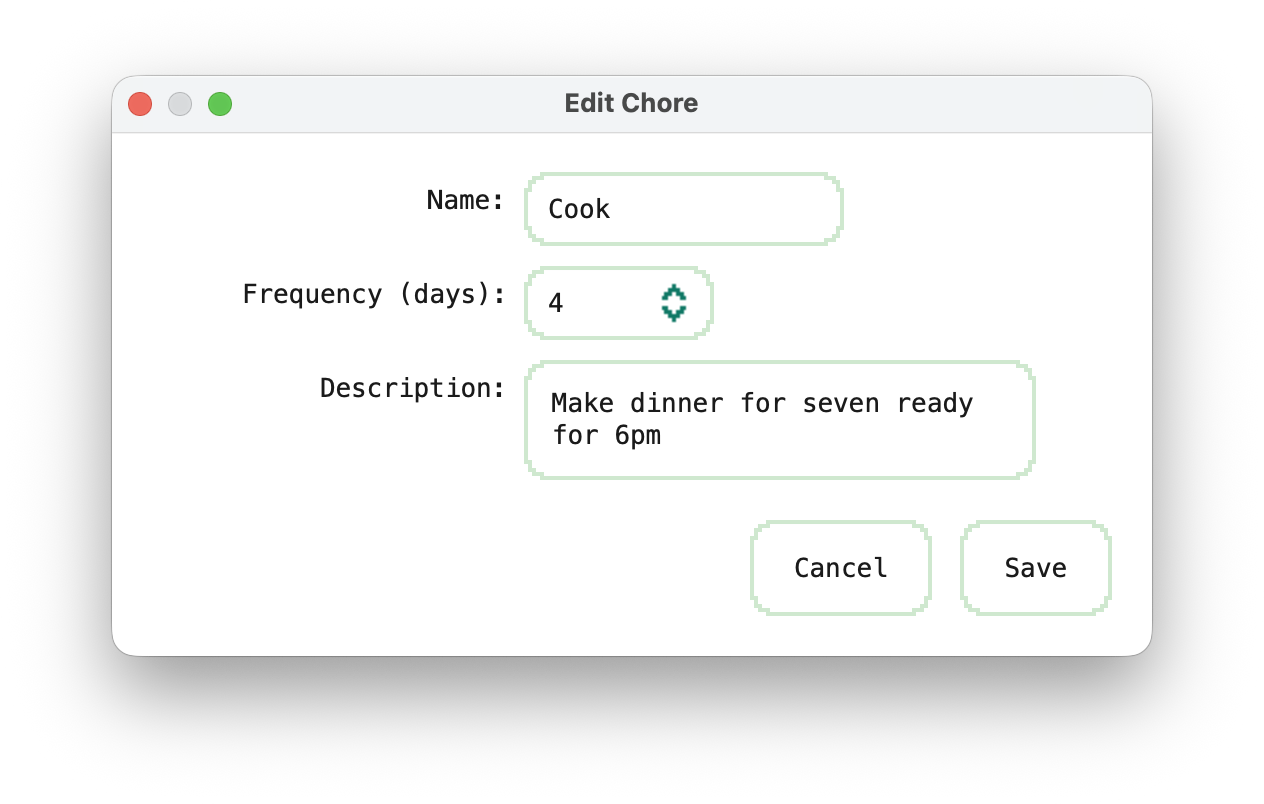 Edit Chore
Name:
Cook
Frequency (days):
4
Description:
Make dinner for seven ready
for 6pm
Cancel
Save